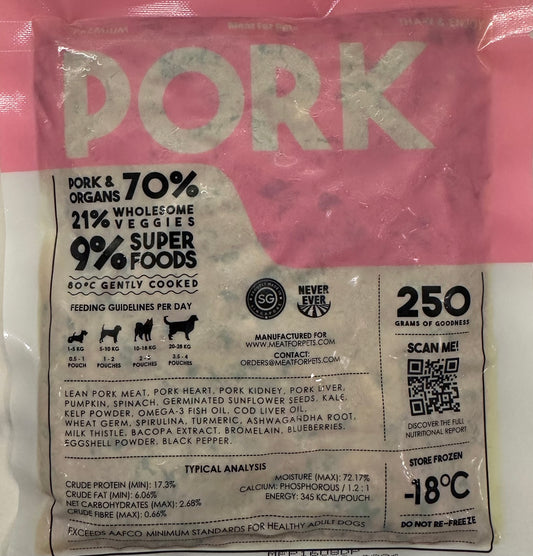 Meat For Pets
THAW & ENJOY
PORK
PORK & ORGANS 70%
21% WHOLESOME VEGGIES
9% SUPER FOODS
80°C GENTLY COOKED
FEEDING GUIDELINES PER DAY
1-5 KG 5-10 KG 10-18 KG 20-28 KG
0.5 - 1 POUCH 1 - 2 POUCHES POUCHES 3.5 - 4 POUCHES
SG
NEVER EVER
MANUFACTURED FOR
WWW.MEATFORPETS.COM
CONTACT:
ORDERS@MEATFORPETS.COM
250
GRAMS OF GOODNESS
SCAN ME!
DISCOVER THE FULL
NUTRITIONAL REPORT
LEAN PORK MEAT, PORK HEART, PORK KIDNEY, PORK LIVER,
PUMPKIN, SPINACH, GERMINATED SUNFLOWER SEEDS, KALE,
KELP POWDER, OMEGA-3 FISH OIL, COD LIVER OIL,
WHEAT GERM, SPIRULINA, TURMERIC, ASHWAGANDHA ROOT,
MILK THISTLE, BACOPA EXTRACT, BROMELAIN, BLUEBERRIES,
EGGSHELL POWDER, BLACK PEPPER.
TYPICAL ANALYSIS
CRUDE PROTEIN (MIN): 17.3%
CRUDE FAT (MIN): 6.06%
NET CARBOHYDRATES (MAX): 2.68%
CRUDE FIBRE (MAX): 0.66%
MOISTURE (MAX): 72.17%
CALCIUM: PHOSPHOROUS / 1.2 : 1
ENERGY: 345 KCAL/POUCH
STORE FROZEN
-18°C
DO NOT RE-FREEZE
EXCEEDS AAFCO MINIMUM STANDARDS FOR HEALTHY ADULT DOGS